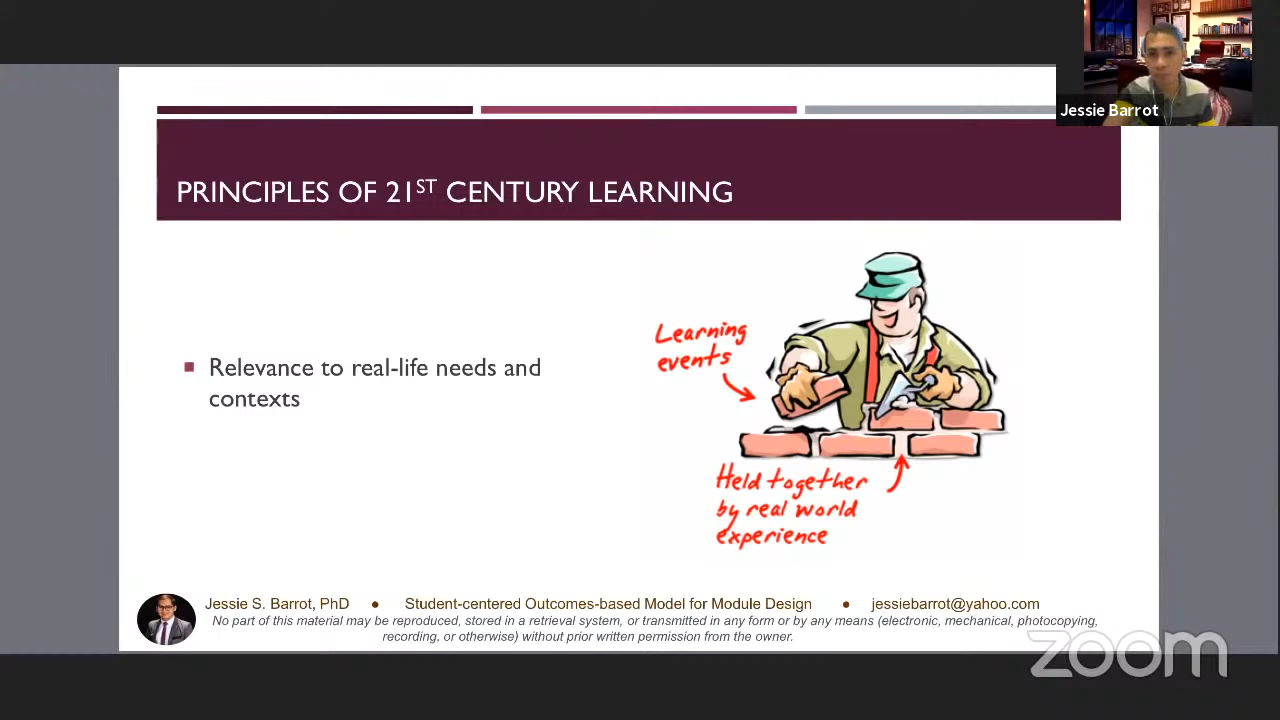 Jessie Barrot
PRINCIPLES OF 21ST CENTURY LEARNING
Relevance to real-life needs and
contexts
Learning
events
Held together
by real world
experience
Jessie S. Barrot, PhD ● Student-centered Outcomes-based Model for Module Design ● jessiebarrot@yahoo.com
No part of this material may be reproduced, stored in a retrieval system, or transmitted in any form or by any means (electronic, mechanical, photocopying,
recording, or otherwise) without prior written permission from the owner.
zoom